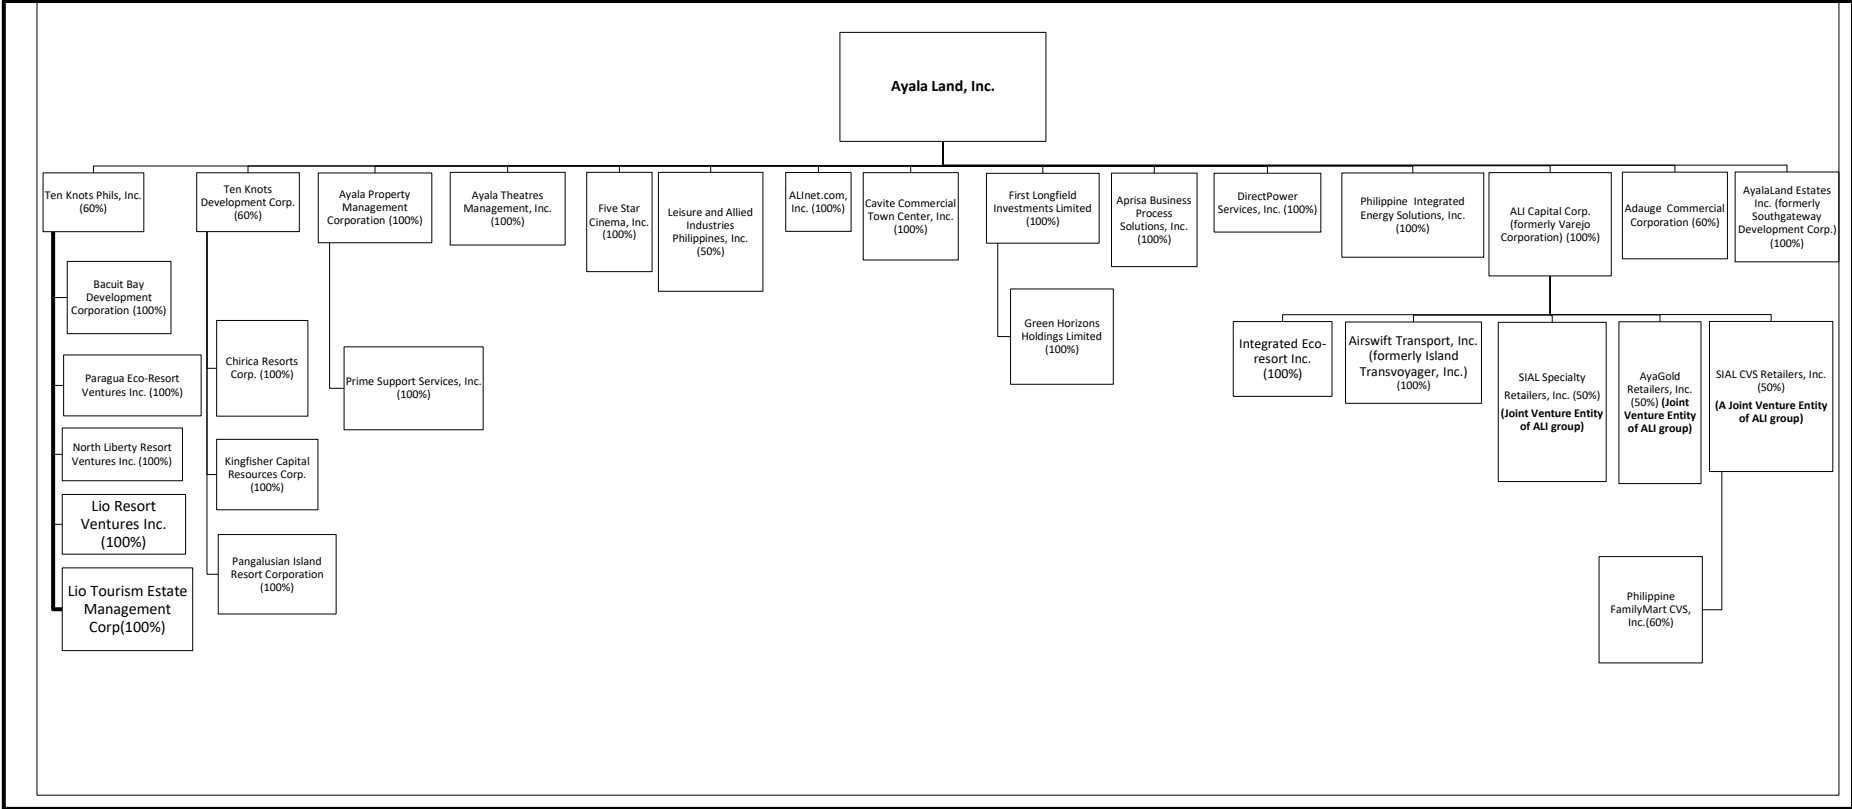 Ayala Land, Inc.
Ten Knots Phils, Inc.
(60%)
Ten Knots
Development Corp.
(60%)
Ayala Property
Management
Corporation (100%)
Ayala Theatres
Management, Inc.
(100%)
Five Star
Cinema, Inc.
(100%)
Leisure and Allied
Industries
Philippines, Inc.
(50%)
ALInet.com,
Inc. (100%)
Cavite Commercial
Town Center, Inc.
(100%)
First Longfield
Investments Limited
(100%)
Aprisa Business
Process
Solutions, Inc.
(100%)
DirectPower
Services, Inc. (100%)
Philippine Integrated
Energy Solutions, Inc.
(100%)
ALI Capital Corp.
(formerly Varejo
Corporation) (100%)
Adauge Commercial
Corporation (60%)
AyalaLand Estates
Inc. (formerly
Southgateway
Development Corp.)
(100%)
Bacuit Bay
Development
Corporation (100%)
Paragua Eco-Resort
Ventures Inc. (100%)
North Liberty Resort
Ventures Inc. (100%)
Lio Resort
Ventures Inc.
(100%)
Lio Tourism Estate
Management
Corp(100%)
Chirica Resorts
Corp. (100%)
Kingfisher Capital
Resources Corp.
(100%)
Pangalusian Island
Resort Corporation
(100%)
Prime Support Services, Inc.
(100%)
Green Horizons
Holdings Limited
(100%)
Integrated Eco-
resort Inc.
(100%)
Airswift Transport, Inc.
(formerly Island
Transvoyager, Inc.)
(100%)
SIAL Specialty
Retailers, Inc. (50%)
(Joint Venture Entity
of ALI group)
AyaGold
Retailers, Inc.
(50%) (Joint
Venture Entity
of ALI group)
SIAL CVS Retailers, Inc.
(50%)
(A Joint Venture Entity
of ALI group)
Philippine
FamilyMart CVS,
Inc.(60%)